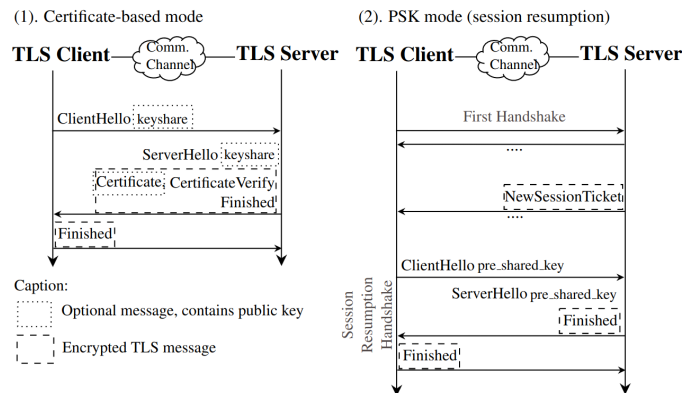 (1). Certificate-based mode
TLS Client
Comm.
Channel
TLS Server
ClientHello keyshare
ServerHello keyshare
Certificate, CertificateVerify
Finished
Finished
Caption:
Optional message, contains public key
Encrypted TLS message
(2). PSK mode (session resumption)
TLS Client
Comm.
Channel
TLS Server
First Handshake
....
NewSessionTicket
....
Session
Resumption
Handshake
ClientHello pre_shared_key
ServerHello pre_shared_key
Finished
Finished